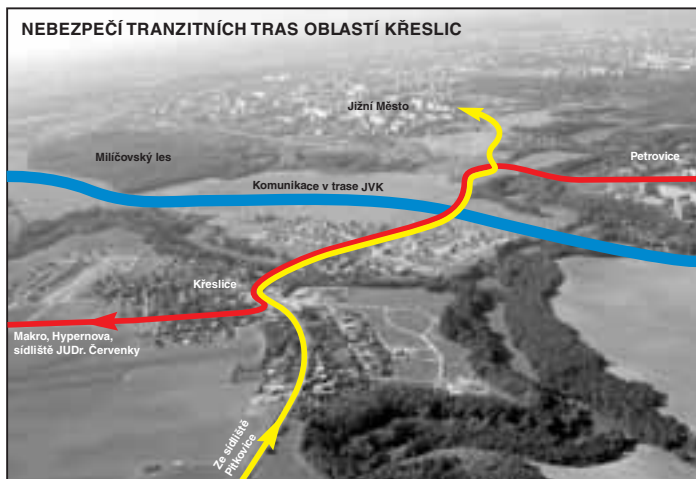 NEBEZPEČÍ TRANZITNÍCH TRAS OBLASTÍ KŘESLIC
Jižní Město
Milíčovský les
Petrovice
Komunikace v trase JVK
Křeslice
Makro, Hypernova,
sídliště JUDr. Červenky
Ze sídliště
Pitkovice